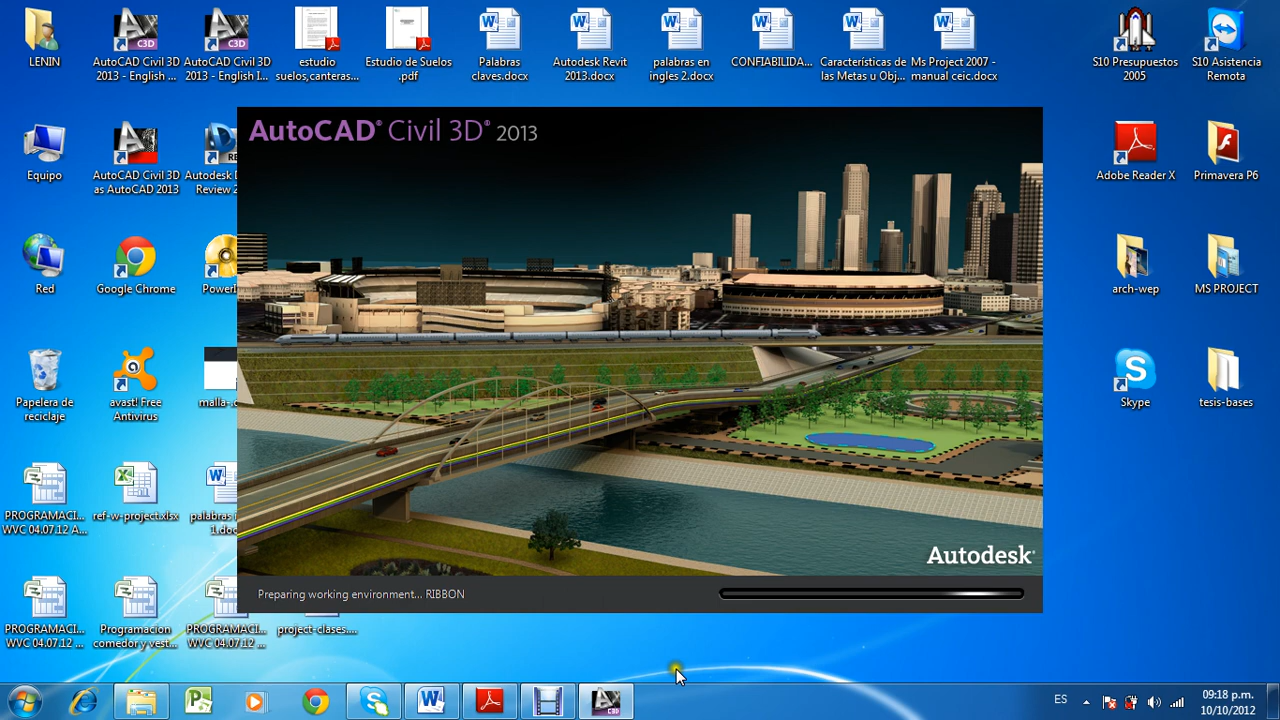 LENIN
AutoCAD Civil 3D
2013 - English ...
AutoCAD Civil 3D
2013 - English I...
estudio
suelos,canteras...
Estudio de Suelos
.pdf
Palabras
claves.docx
Autodesk Revit
2013.docx
palabras en
ingles 2.docx
CONFIABILIDA...
Características de
las Metas u Obj...
Ms Project 2007 -
manual ceic.docx
S10 Presupuestos
2005
S10 Asistencia
Remota
AutoCAD® Civil 3D® 2013
Equipo
AutoCAD Civil 3D
as AutoCAD 2013
Autodesk
Review 2
Adobe Reader X
Primavera P6
Red
Google Chrome
arch-wep
MS PROJECT
Papelera de
reciclaje
avast! Free
Antivirus
malla-.
Skype
tesis-bases
PROGRAMACI...
WVC 04.07.12 A...
ref-w-project.xlsx
palabras i
1.doc
Autodesk®
Preparing working environment... RIBBON
PROGRAMACI...
WVC 04.07.12 ...
Programacion
comedor y vest...
PROGRAMACI...
WVC 04.07.12 ...
project-clases....
ES
09:18 p.m.
10/10/2012